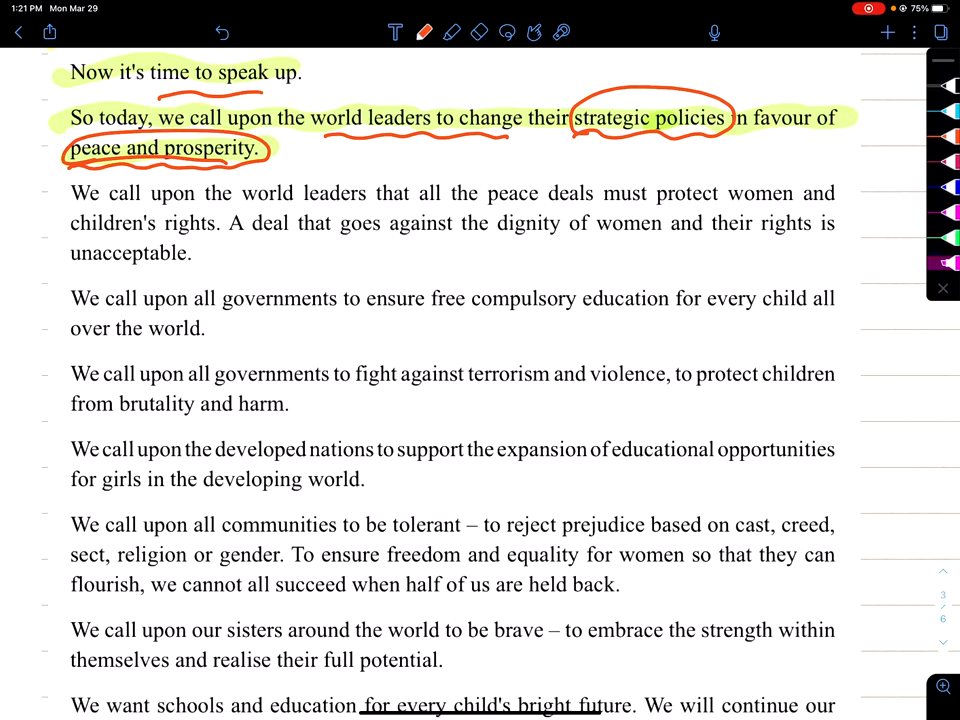 1:21 PM Mon Mar 29
75%
T
Now it's time to speak up.
So today, we call upon the world leaders to change their strategic policies in favour of
peace and prosperity.
We call upon the world leaders that all the peace deals must protect women and
children's rights. A deal that goes against the dignity of women and their rights is
unacceptable.
We call upon all governments to ensure free compulsory education for every child all
over the world.
We call upon all governments to fight against terrorism and violence, to protect children
from brutality and harm.
We call upon the developed nations to support the expansion of educational opportunities
for girls in the developing world.
We call upon all communities to be tolerant – to reject prejudice based on cast, creed,
sect, religion or gender. To ensure freedom and equality for women so that they can
flourish, we cannot all succeed when half of us are held back.
We call upon our sisters around the world to be brave – to embrace the strength within
themselves and realise their full potential.
We want schools and education for every child's bright future. We will continue our
3
/
6